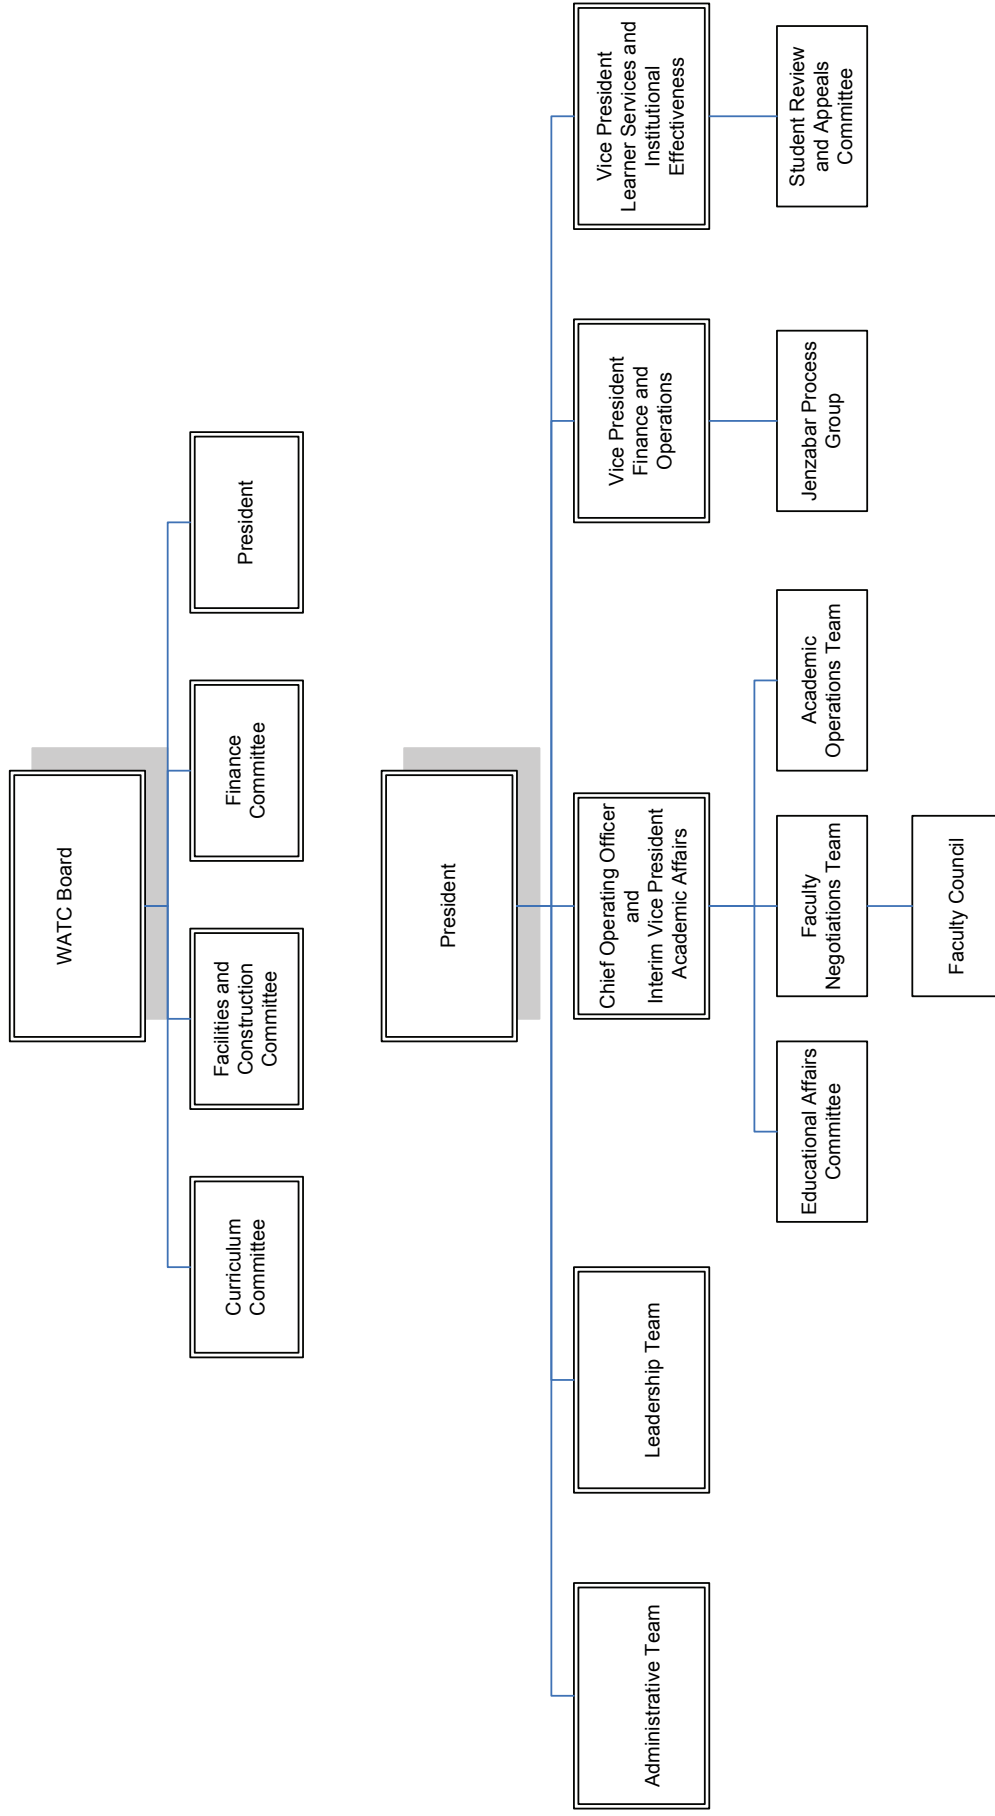 WATC Board
Curriculum
Committee
Facilities and
Construction
Committee
Finance
Committee
President
President
Administrative Team
Leadership Team
Chief Operating Officer
and
Interim Vice President
Academic Affairs
Vice President
Finance and
Operations
Vice President
Learner Services and
Institutional
Effectiveness
Educational Affairs
Committee
Faculty
Negotiations Team
Academic
Operations Team
Jenzabar Process
Group
Student Review
and Appeals
Committee
Faculty Council